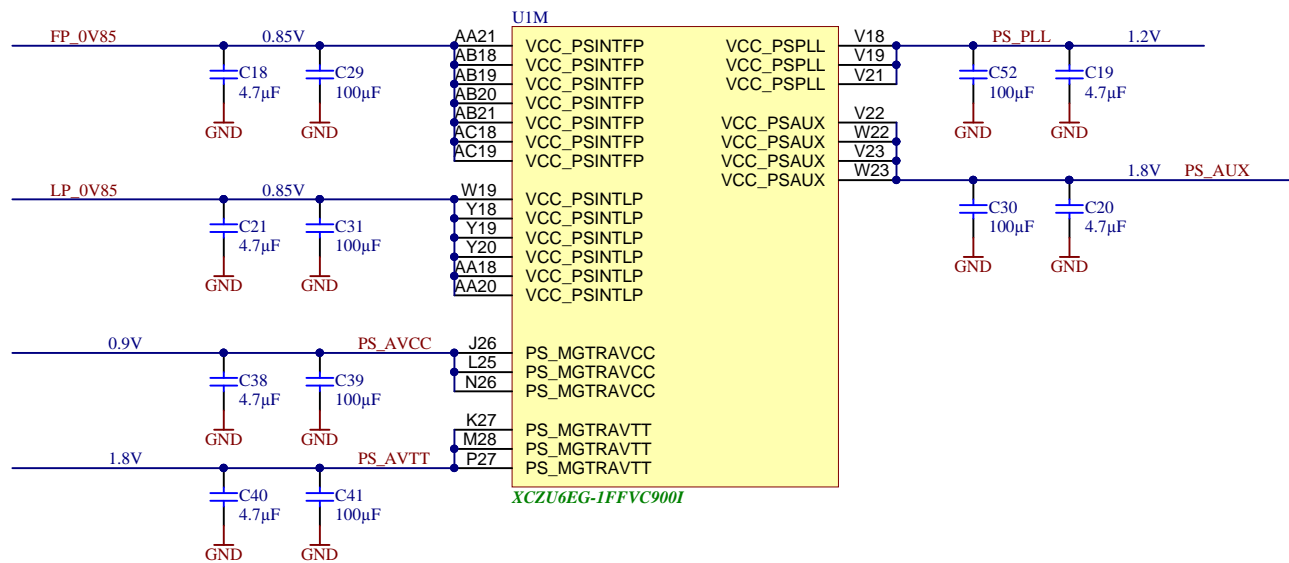 U1M
FP_0V85 0.85V AA21 VCC_PSINTFP VCC_PSPLL V18 PS_PLL 1.2V
AB18 VCC_PSINTFP VCC_PSPLL V19
C18 C29 AB19 VCC_PSINTFP VCC_PSPLL V21 C52 C19
4.7µF 100µF AB20 VCC_PSINTFP 100µF 4.7µF
AB21 VCC_PSINTFP VCC_PSAUX V22
GND GND AC18 VCC_PSINTFP VCC_PSAUX W22 GND GND
AC19 VCC_PSINTFP VCC_PSAUX V23
VCC_PSAUX W23 1.8V PS_AUX
LP_0V85 0.85V W19 VCC_PSINTLP
Y18 VCC_PSINTLP C30 C20
C21 C31 Y19 VCC_PSINTLP 100µF 4.7µF
4.7µF 100µF Y20 VCC_PSINTLP
AA18 VCC_PSINTLP GND GND
GND GND AA20 VCC_PSINTLP
0.9V PS_AVCC J26 PS_MGTRAVCC
L25 PS_MGTRAVCC
C38 C39 N26 PS_MGTRAVCC
4.7µF 100µF
K27 PS_MGTRAVTT
GND GND M28 PS_MGTRAVTT
1.8V PS_AVTT P27 PS_MGTRAVTT
C40 C41 XCZU6EG-1FFVC900I
4.7µF 100µF
GND GND